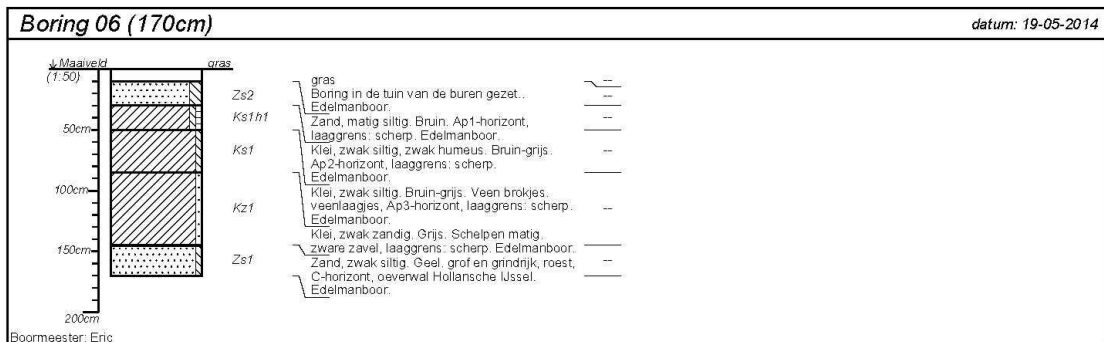 Boring 06 (170cm)
datum: 19-05-2014
Maaiveld
gras
(1:50)
50cm
100cm
150cm
200cm
Zs2
Ks1h1
Ks1
Kz1
Zs1
gras
Boring in de tuin van de buren gezet..
Edelmanboor.
Zand, matig siltig. Bruin. Ap1-horizont,
laaggrens: scherp. Edelmanboor.
Klei, zwak siltig, zwak humeus. Bruin-grijs.
Ap2-horizont, laaggrens: scherp.
Edelmanboor.
Klei, zwak siltig. Bruin-grijs. Veen brokjes.
veenlaagjes, Ap3-horizont, laaggrens: scherp.
Edelmanboor.
Klei, zwak zandig. Grijs. Schelpen matig.
zware zavel, laaggrens: scherp. Edelmanboor.
Zand, zwak siltig. Geel. grof en grindrijk, roest,
C-horizont, oeverwal Hollansche IJssel.
Edelmanboor.
--
--
--
--
--
--
Boormeester: Eric